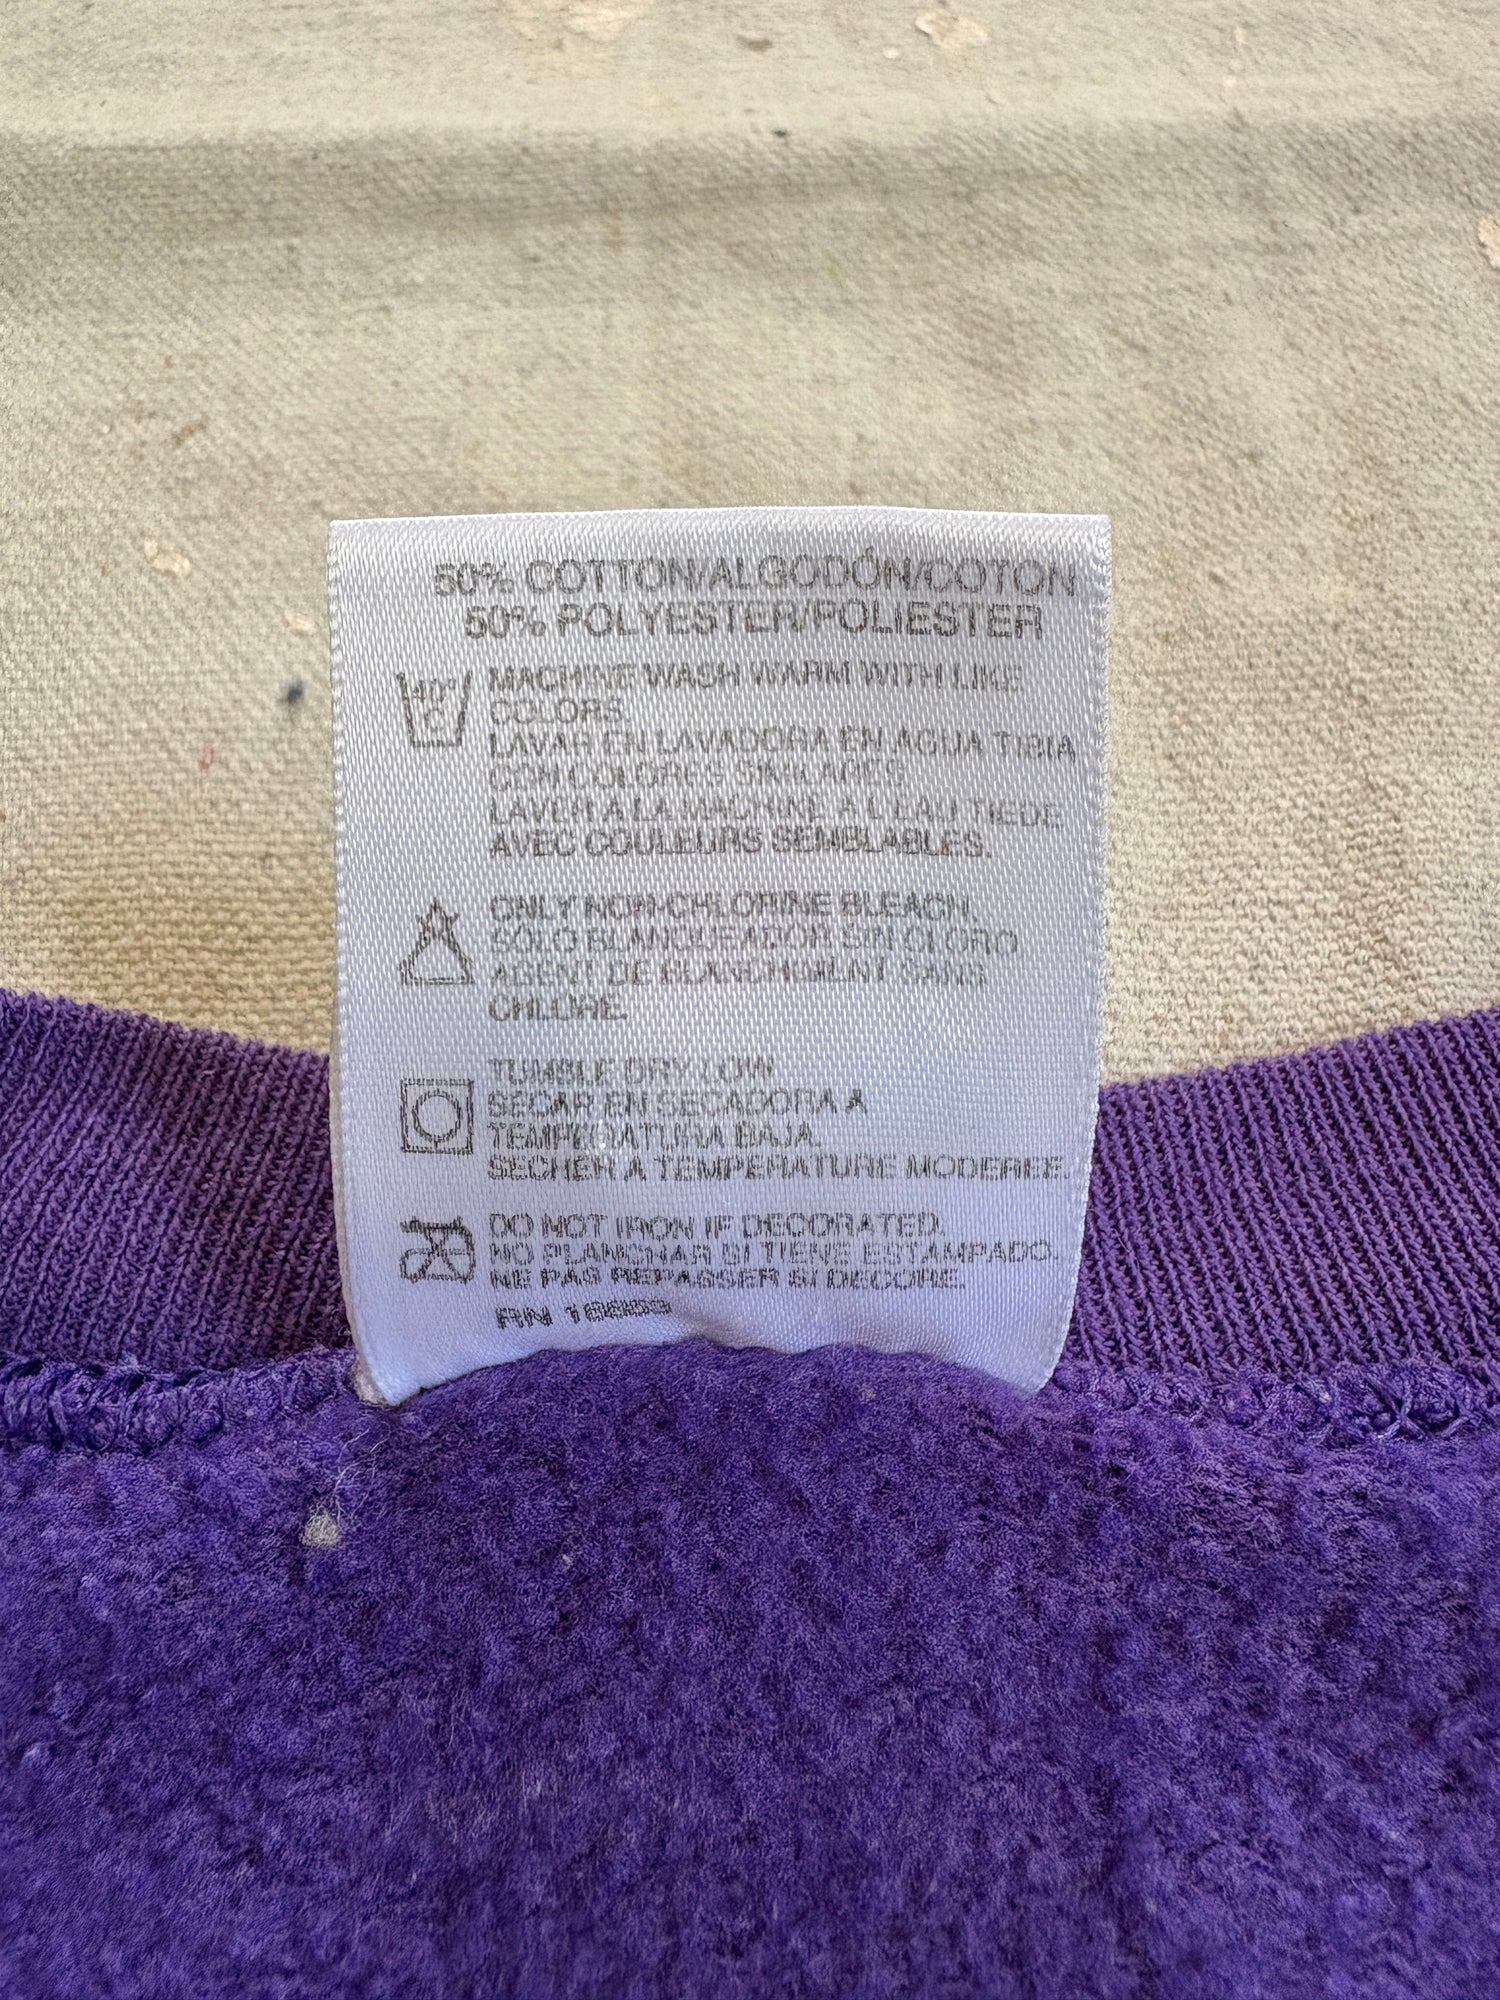 50% COTTON/ALGODÓN/COTON
50% POLYESTER/POLIESTER
40°
C
MACHINE WASH WARM WITH LIKE
COLORS.
LAVAR EN LAVADORA EN AGUA TIBIA
CON COLORES SIMILARES
LAVER A LA MACHINE A L'EAU TIEDE
AVEC COULEURS SEMBLABLES.
ONLY NON-CHLORINE BLEACH.
SOLO BLANQUEADOR SIN CLORO
AGENT DE BLANCHIMENT SANS
CHLORE.
TUMBLE DRY LOW
SECAR EN SECADORA A
TEMPERATURA BAJA.
SECHER A TEMPERATURE MODEREE
DO NOT IRON IF DECORATED.
NO PLANCHAR SI TIENE ESTAMPADO.
NE PAS REPASSER SI DECORE.
RN